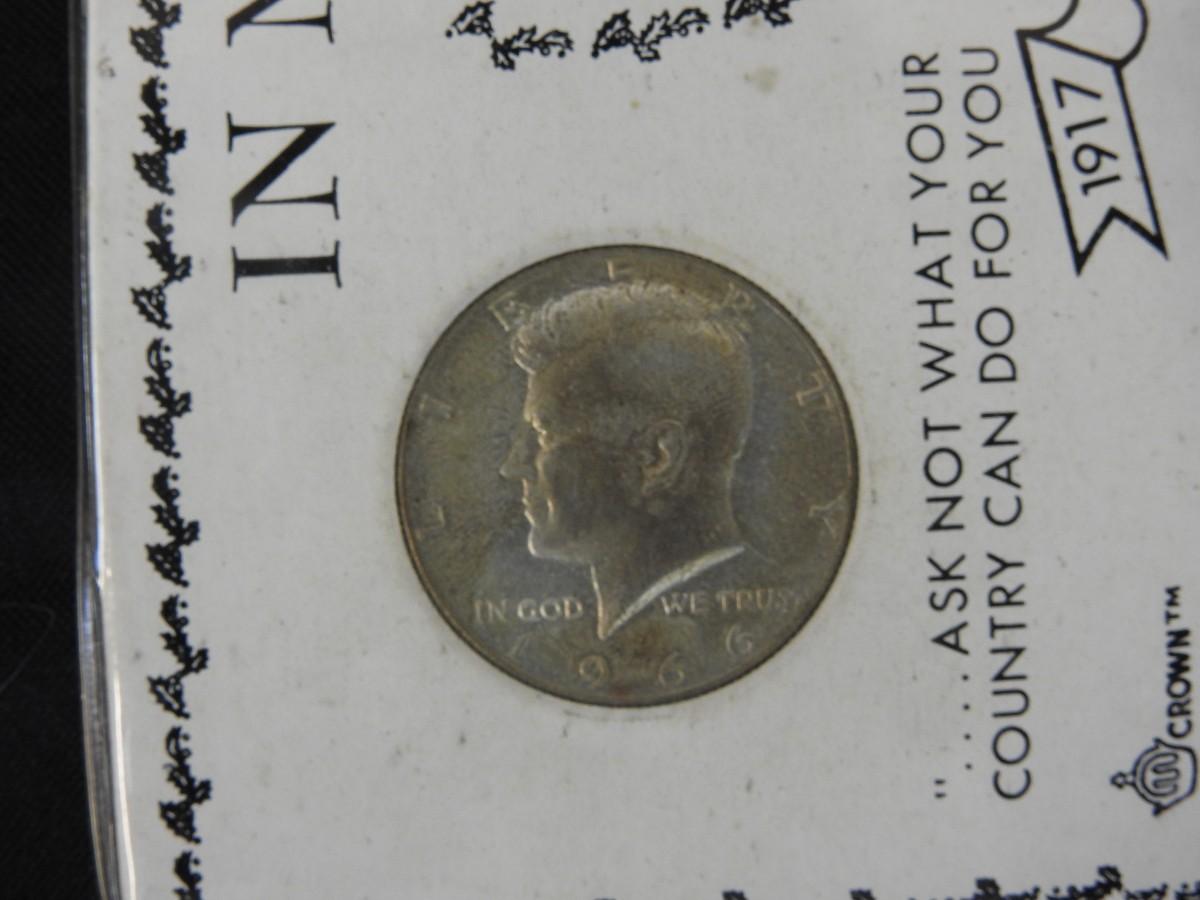 IN
LIBERTY
IN GOD WE TRUST
1966
"....ASK NOT WHAT YOUR
COUNTRY CAN DO FOR YOU
1917
CROWN™